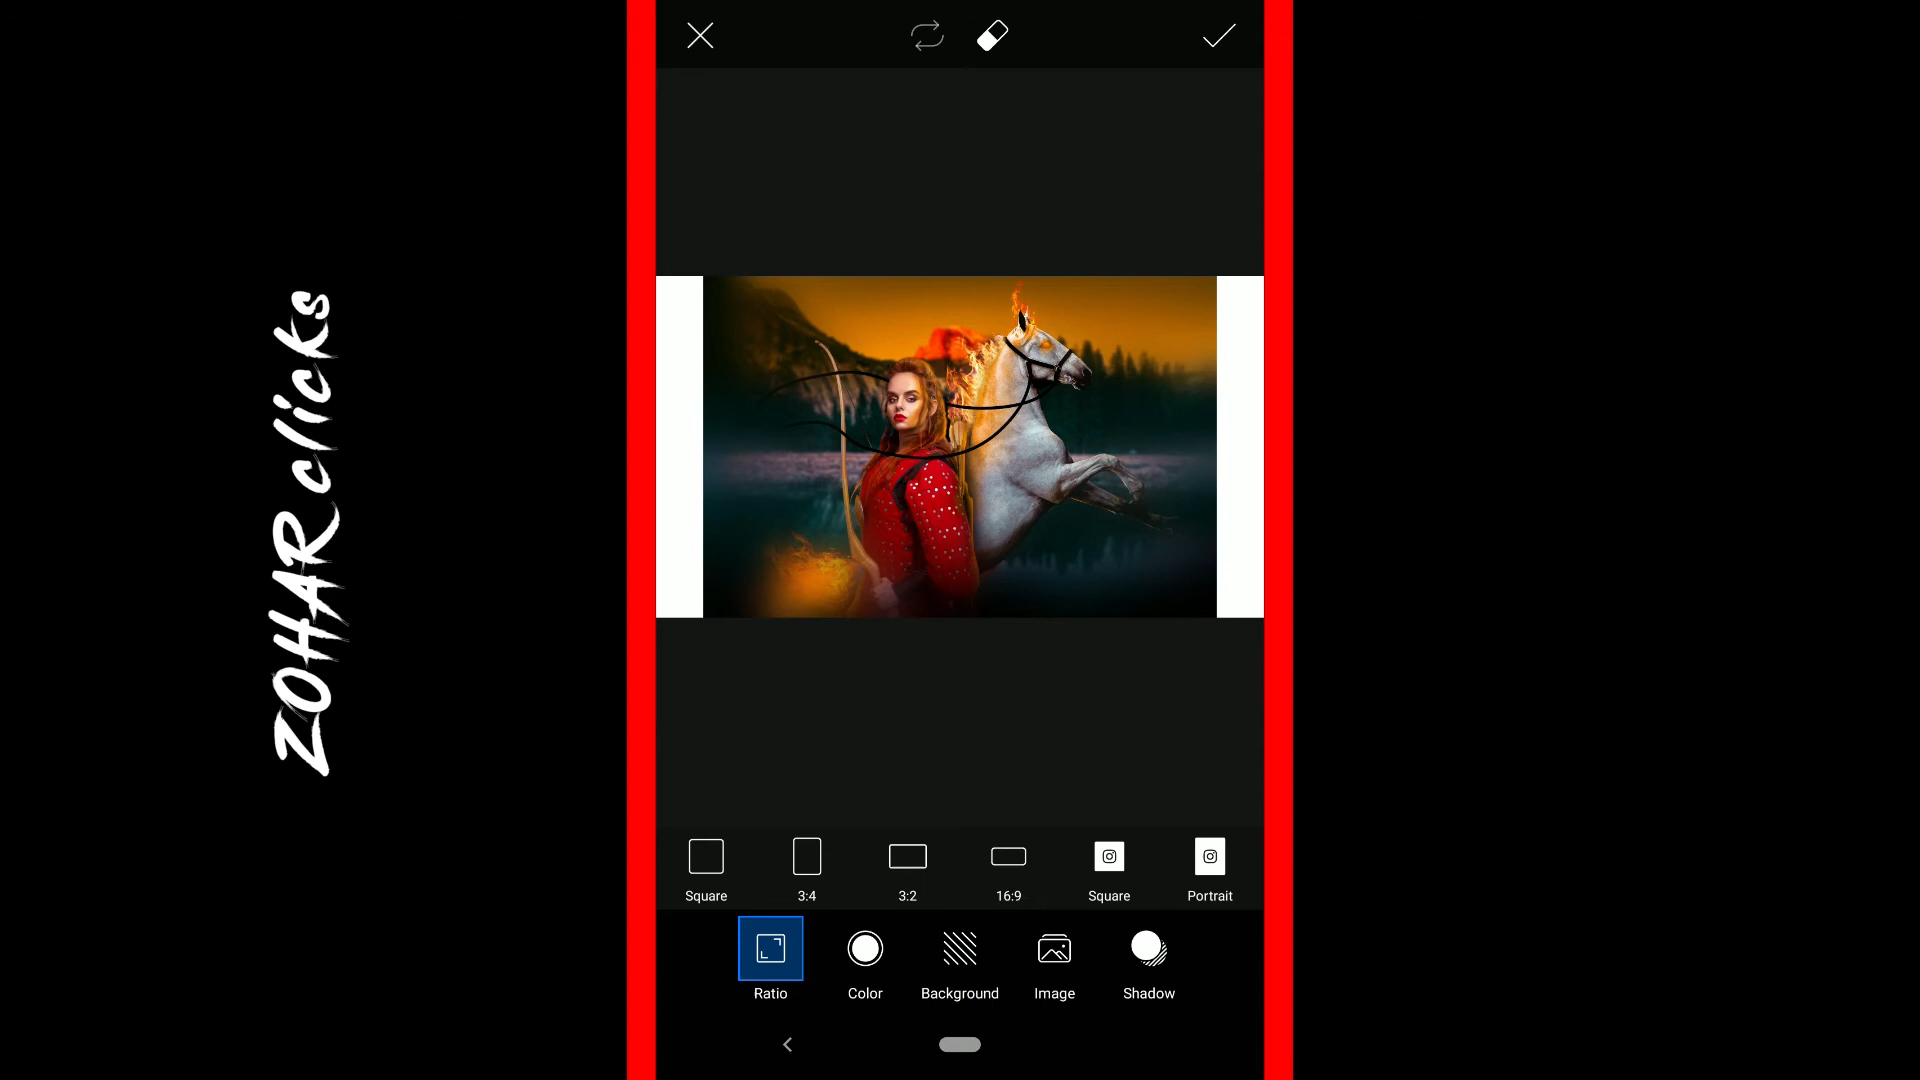 ZOHAR clicks
Square
3:4
3:2
16:9
Square
Portrait
Ratio
Color
Background
Image
Shadow